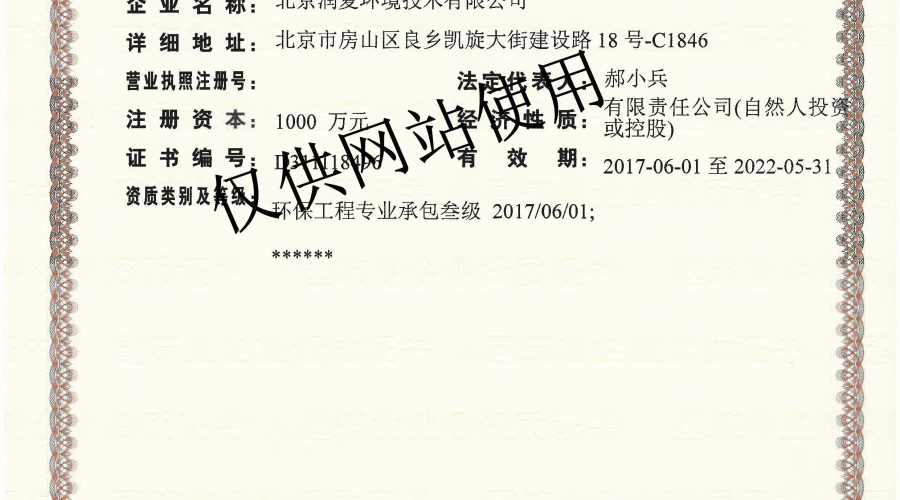 企业名称：北京润夏环境技术有限公司
详细地址：北京市房山区良乡凯旋大街建设路 18 号-C1846
营业执照注册号： 法定代表人：郝小兵
注册资本：1000 万元 经济性质：有限责任公司(自然人投资或控股)
证书编号： 有效期：2017-06-01 至 2022-05-31
资质类别及等级：
环保工程专业承包叁级 2017/06/01;
******
仅供网站使用